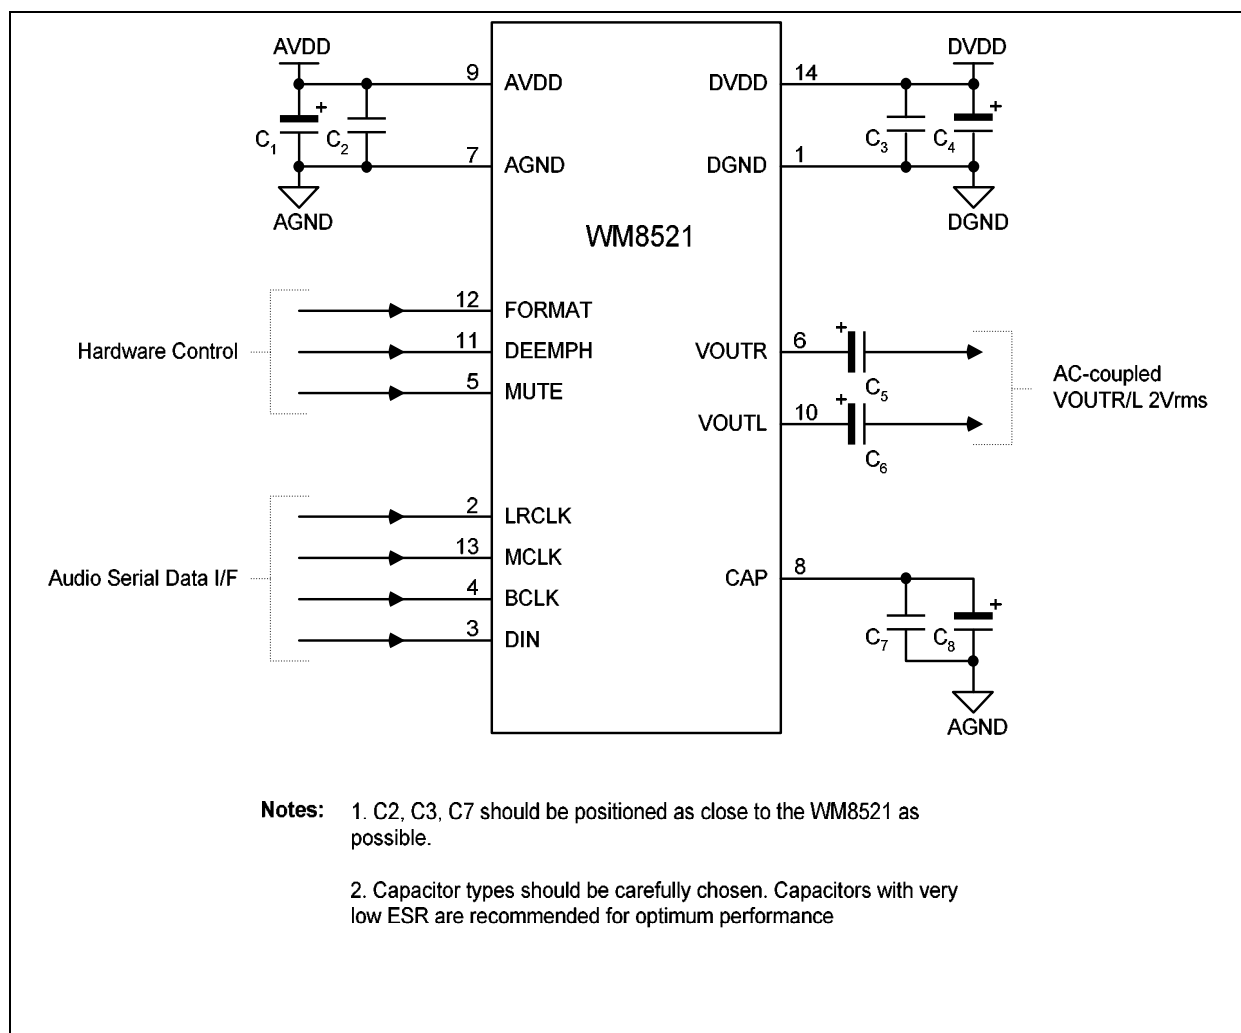 AVDD
DVDD
9
AVDD
DVDD
14
+
C1
C2
C3
C4
+
7
AGND
DGND
1
AGND
DGND
WM8521
Hardware Control
12
FORMAT
11
DEEMPH
5
MUTE
VOUTR
6
+
C5
VOUTL
10
+
C6
AC-coupled
VOUTR/L 2Vrms
Audio Serial Data I/F
2
LRCLK
13
MCLK
4
BCLK
3
DIN
CAP
8
C7
C8
+
AGND
Notes: 1. C2, C3, C7 should be positioned as close to the WM8521 as
possible.
2. Capacitor types should be carefully chosen. Capacitors with very
low ESR are recommended for optimum performance